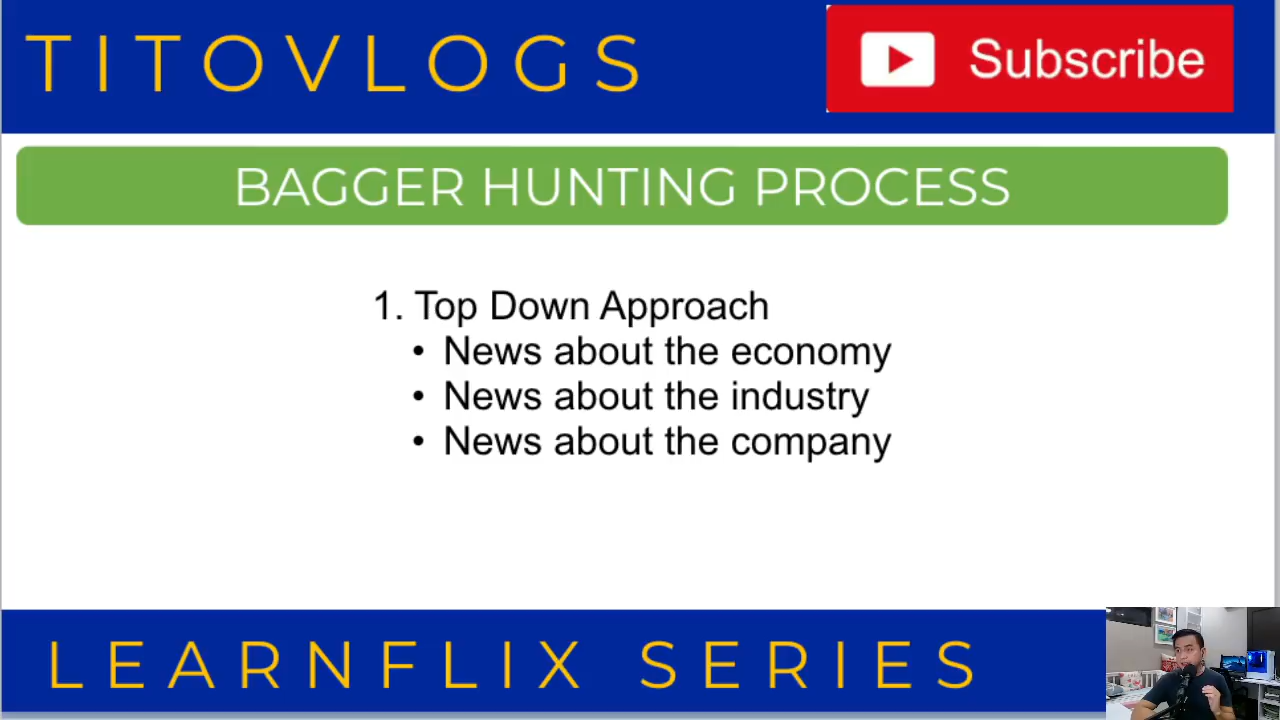 TITOVLOGS
Subscribe
BAGGER HUNTING PROCESS
1. Top Down Approach
• News about the economy
• News about the industry
• News about the company
LEARNFLIX SERIES